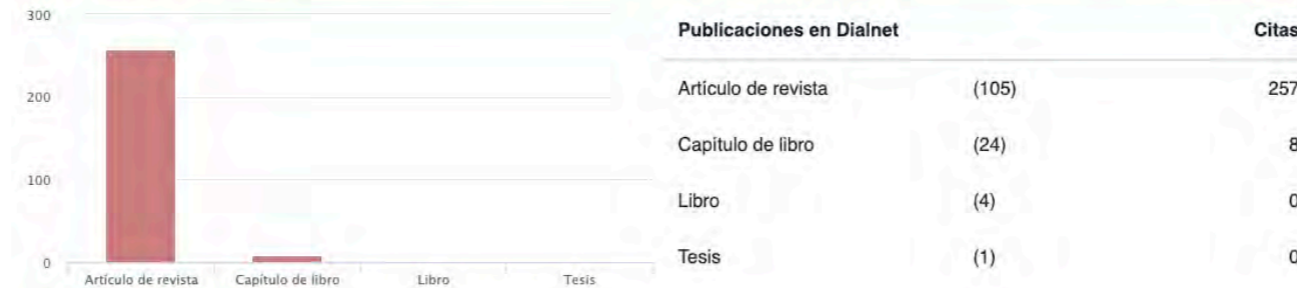 300
200
100
0
Artículo de revista Capítulo de libro Libro Tesis
Publicaciones en Dialnet Citas
Artículo de revista (105) 257
Capítulo de libro (24) 8
Libro (4) 0
Tesis (1) 0